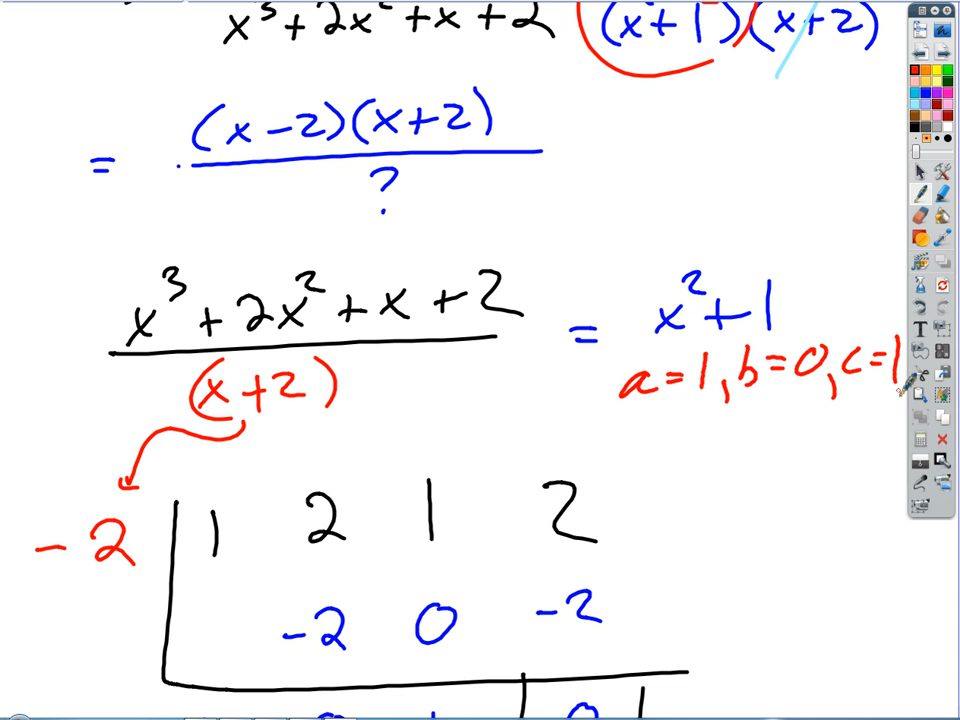 x³ + 2x² + x + 2 (x² + 1)(x + 2)
= (x - 2)(x + 2)
?
x³ + 2x² + x + 2 = x² + 1
(x + 2) a = 1, b = 0, c = 1
-2 1 2 1 2
-2 0 -2